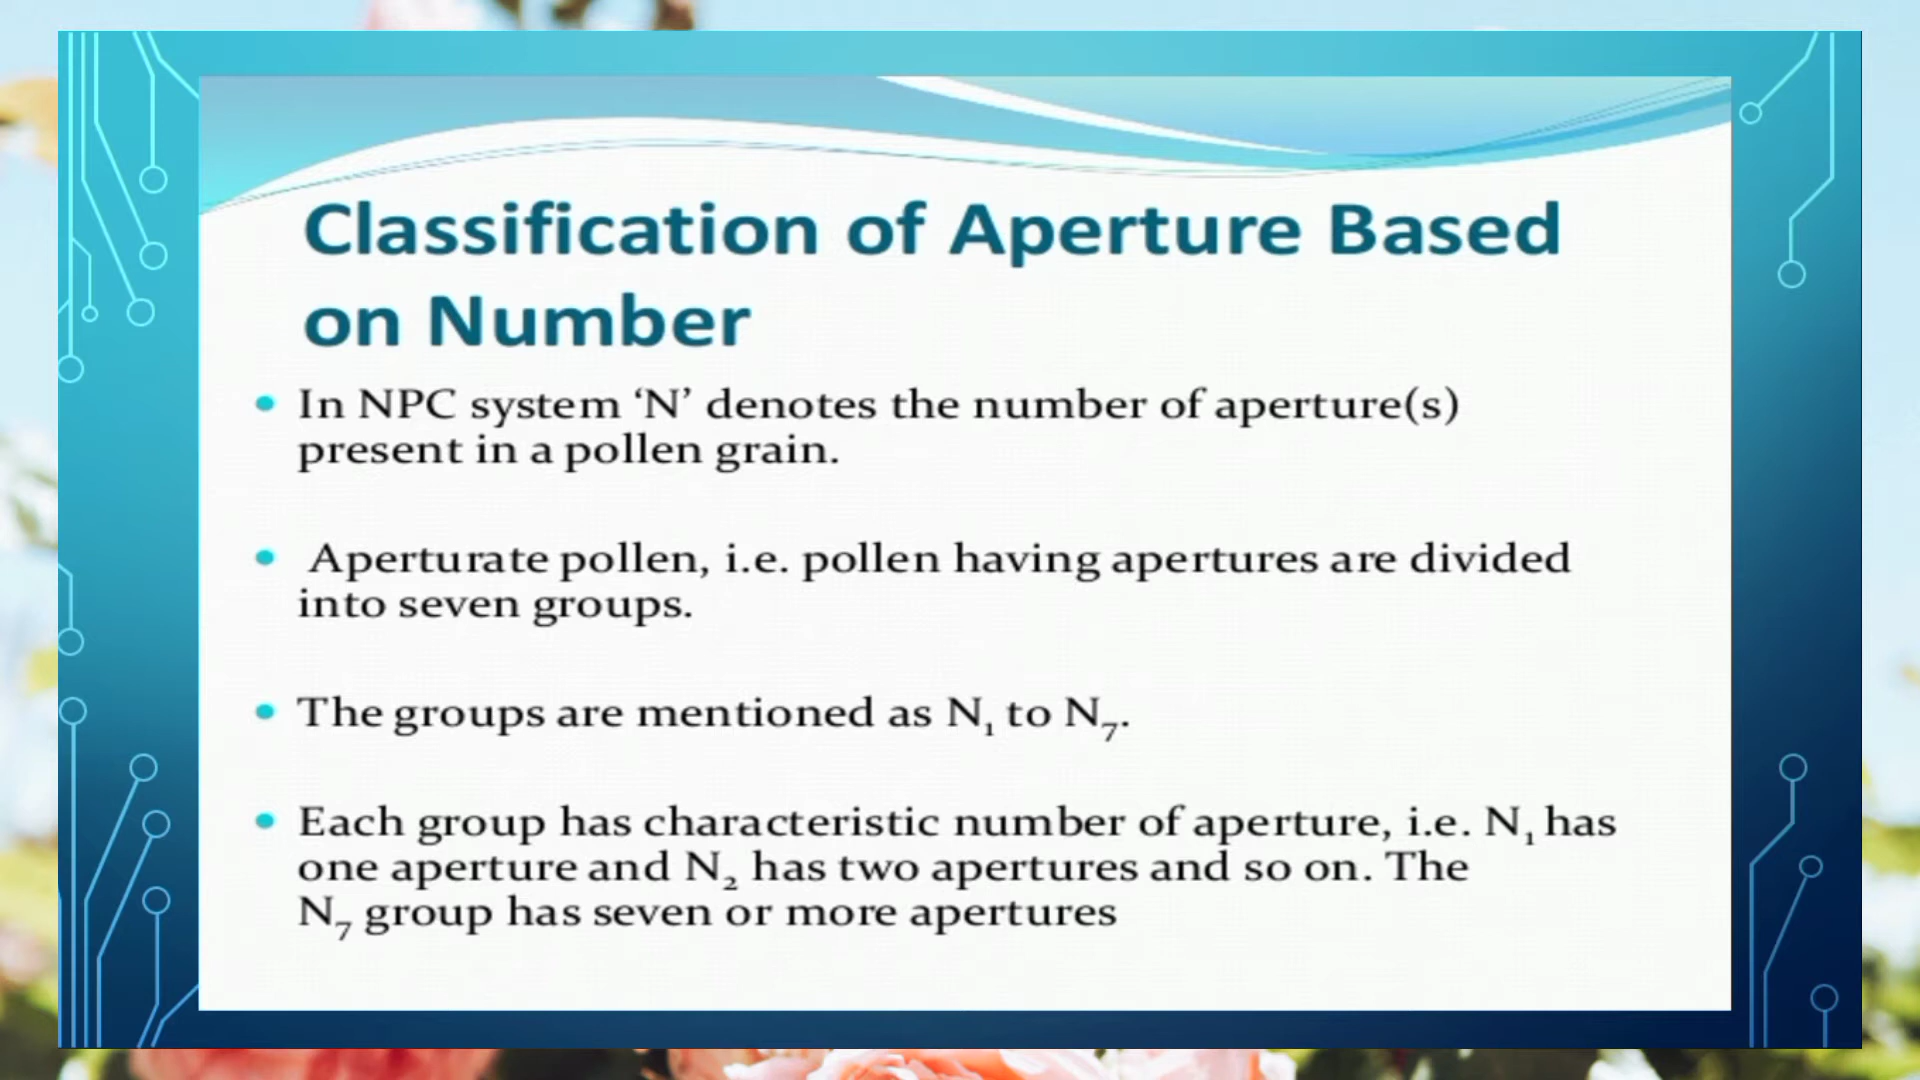 Classification of Aperture Based
on Number
• In NPC system ‘N’ denotes the number of aperture(s)
present in a pollen grain.
• Aperturate pollen, i.e. pollen having apertures are divided
into seven groups.
• The groups are mentioned as N₁ to N₇.
• Each group has characteristic number of aperture, i.e. N₁ has
one aperture and N₂ has two apertures and so on. The
N₇ group has seven or more apertures